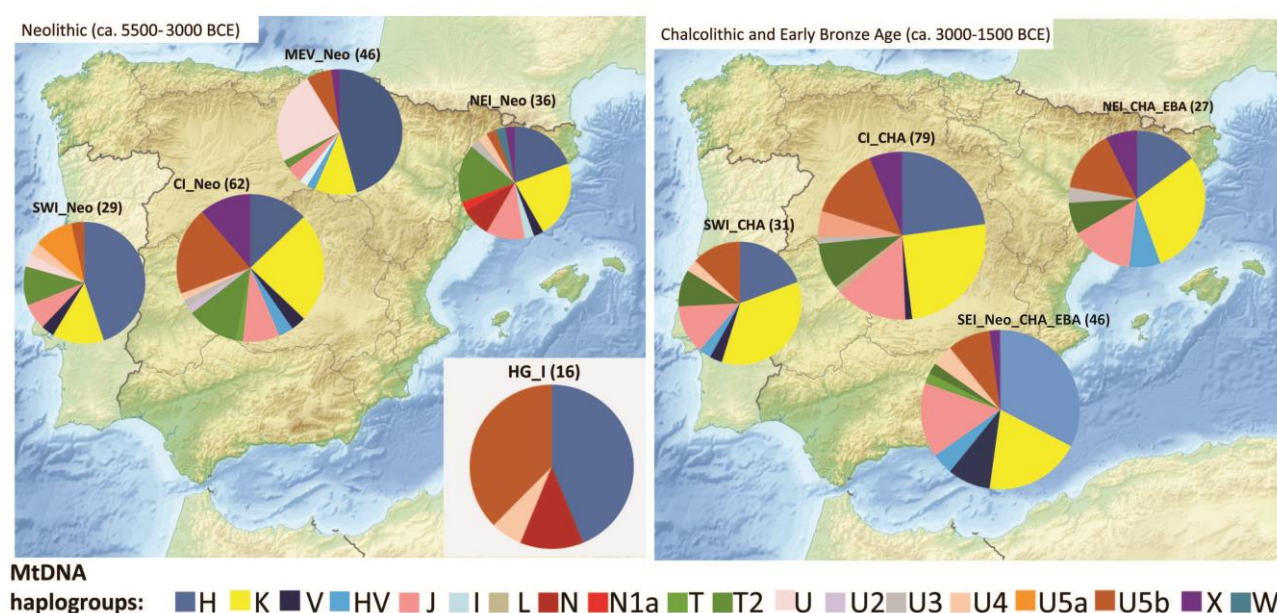 Neolithic (ca. 5500-3000 BCE)
MEV_Neo (46)
NEI_Neo (36)
CI_Neo (62)
SWI_Neo (29)
HG_I (16)
Chalcolithic and Early Bronze Age (ca. 3000-1500 BCE)
NEI_CHA_EBA (27)
CI_CHA (79)
SWI_CHA (31)
SEI_Neo_CHA_EBA (46)
MtDNA
haplogroups: H K V HV J I L N N1a T T2 U U2 U3 U4 U5a U5b X W